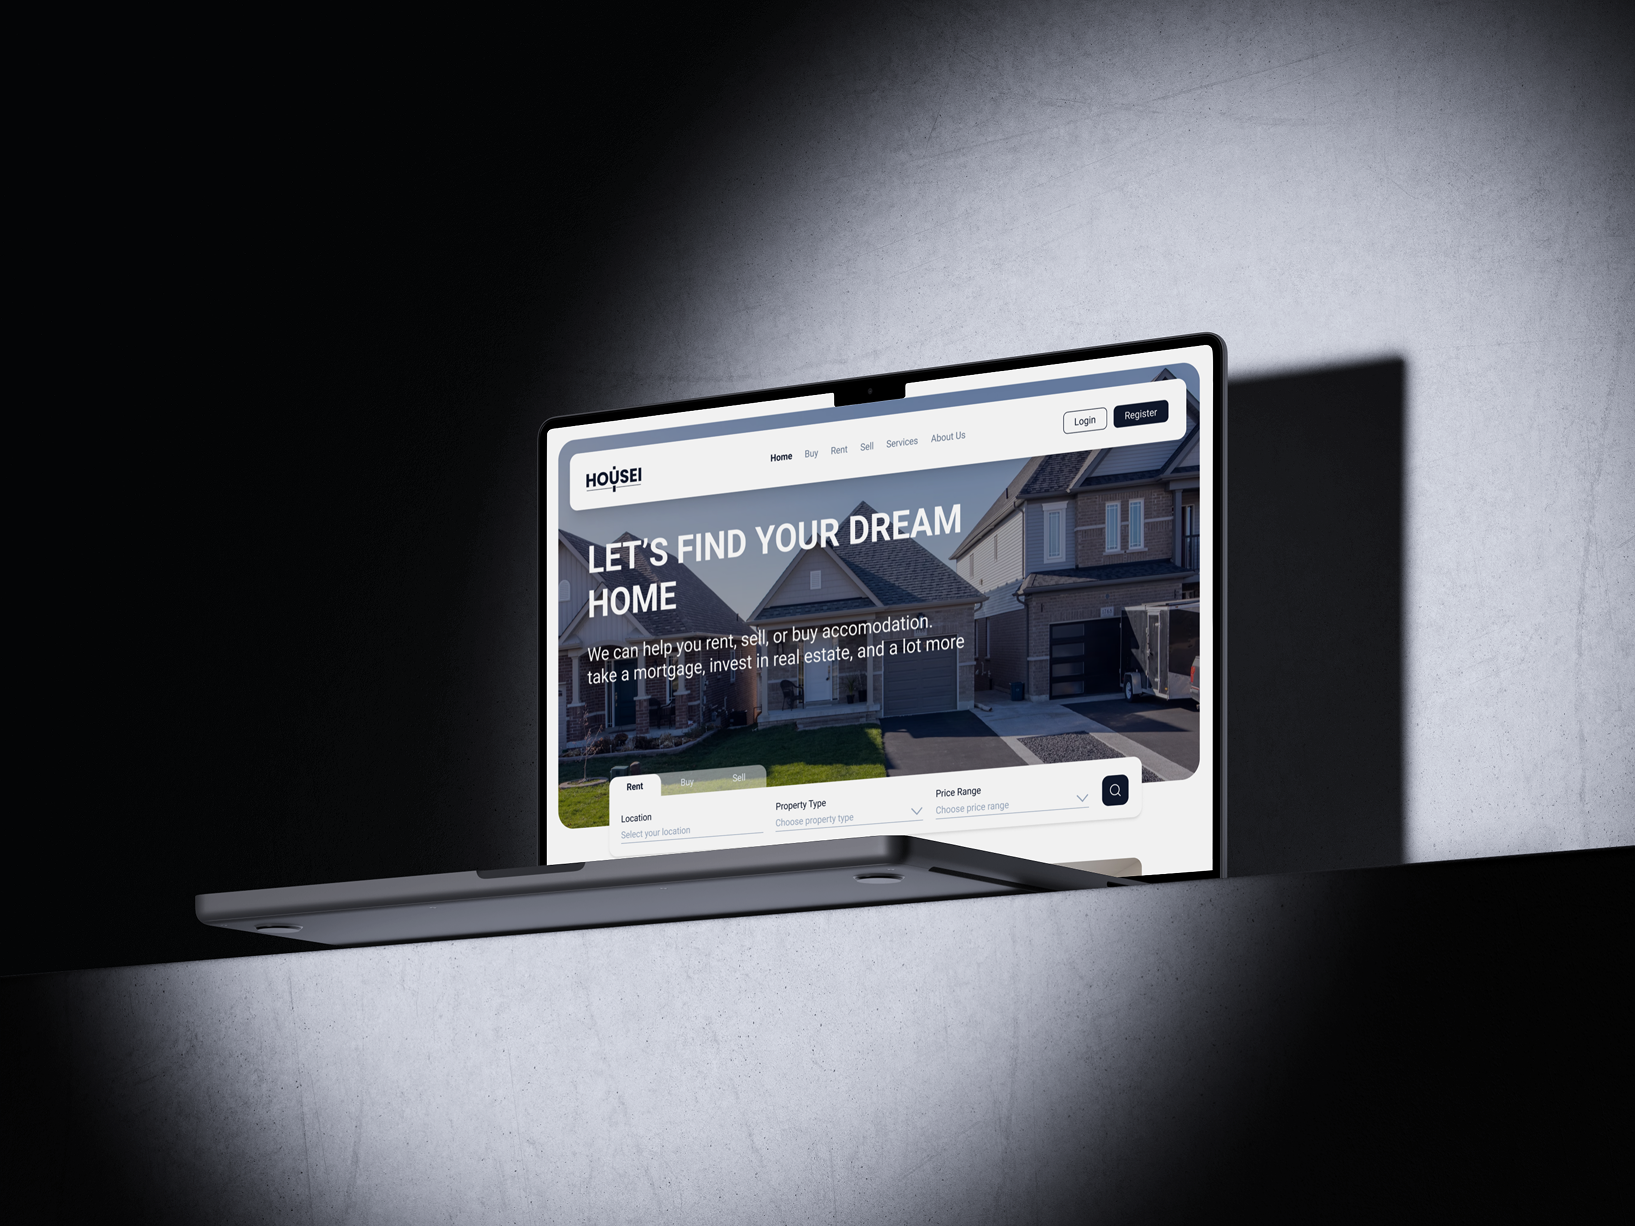 HOUSEI
Home Buy Rent Sell Services About Us
Login Register
LET'S FIND YOUR DREAM
HOME
We can help you rent, sell, or buy accomodation.
take a mortgage, invest in real estate, and a lot more
Rent Buy Sell
Location
Select your location
Property Type
Choose property type
Price Range
Choose price range